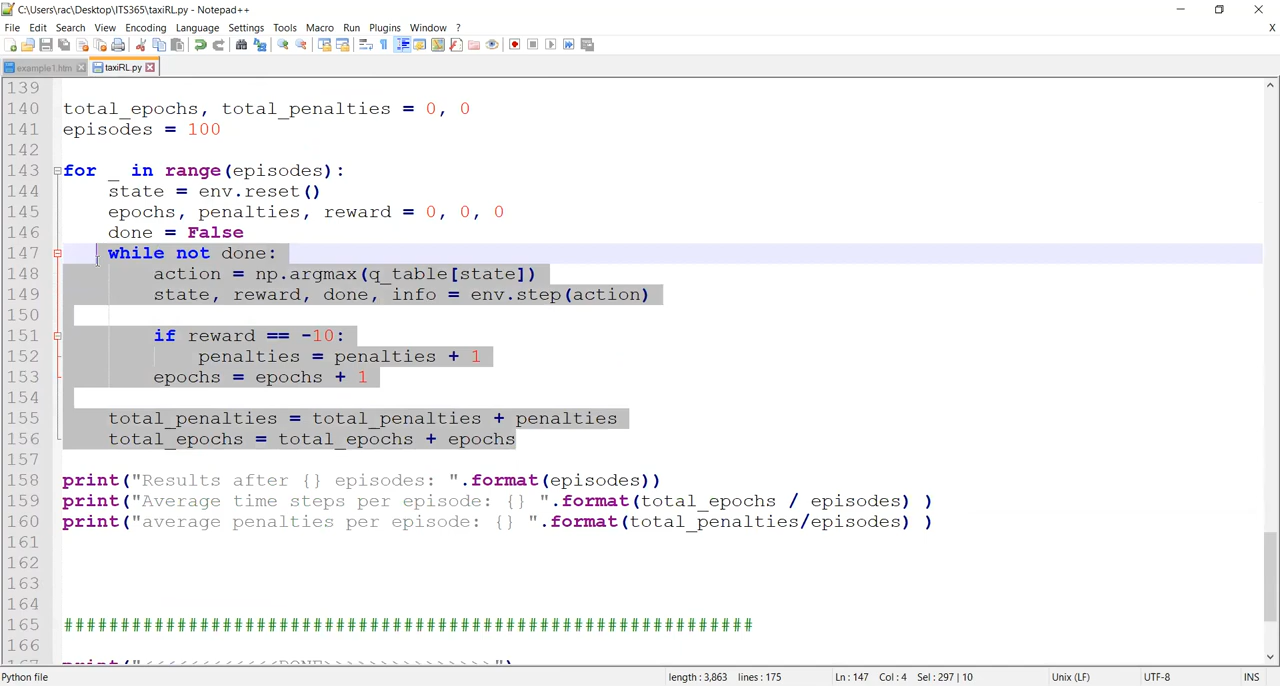 C:\Users\rac\Desktop\ITS365\taxiRL.py - Notepad++
File Edit Search View Encoding Language Settings Tools Macro Run Plugins Window ? X
example1.htm taxiRL.py
139
140 total_epochs, total_penalties = 0, 0
141 episodes = 100
142
143 for _ in range(episodes):
144 state = env.reset()
145 epochs, penalties, reward = 0, 0, 0
146 done = False
147 while not done:
148 action = np.argmax(q_table[state])
149 state, reward, done, info = env.step(action)
150
151 if reward == -10:
152 penalties = penalties + 1
153 epochs = epochs + 1
154
155 total_penalties = total_penalties + penalties
156 total_epochs = total_epochs + epochs
157
158 print("Results after {} episodes: ".format(episodes))
159 print("Average time steps per episode: {} ".format(total_epochs / episodes) )
160 print("average penalties per episode: {} ".format(total_penalties/episodes) )
161
162
163
164
165 #############################################################
166
167 print("<<<<<<<<<<<<DONE>>>>>>>>>>>>>>>")
Python file length : 3,863 lines : 175 Ln : 147 Col : 4 Sel : 297 | 10 Unix (LF) UTF-8 INS